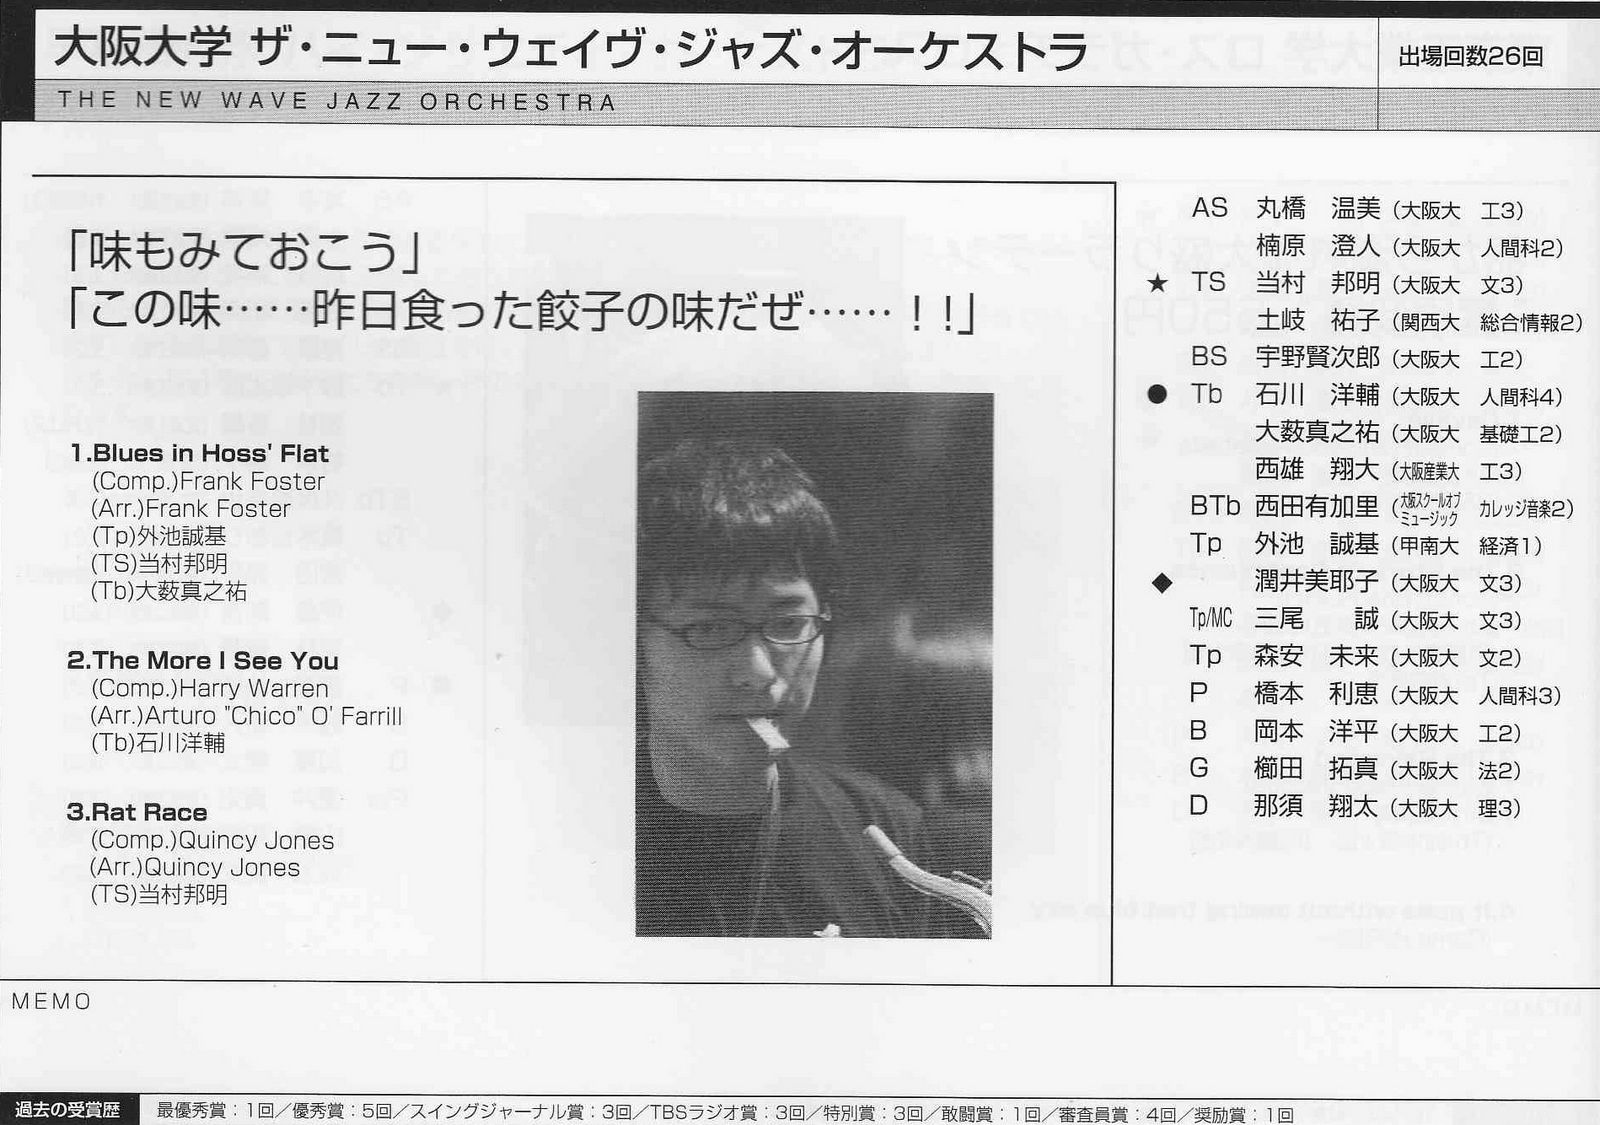 大阪大学 ザ・ニュー・ウェイヴ・ジャズ・オーケストラ
出場回数26回
THE NEW WAVE JAZZ ORCHESTRA
「味もみておこう」
「この味……昨日食った餃子の味だぜ……！！」
1.Blues in Hoss' Flat
(Comp.)Frank Foster
(Arr.)Frank Foster
(Tp)外池誠基
(TS)当村邦明
(Tb)大薮真之祐
2.The More I See You
(Comp.)Harry Warren
(Arr.)Arturo "Chico" O' Farrill
(Tb)石川洋輔
3.Rat Race
(Comp.)Quincy Jones
(Arr.)Quincy Jones
(TS)当村邦明
AS 丸橋 温美（大阪大 工3）
楠原 澄人（大阪大 人間科2）
★ TS 当村 邦明（大阪大 文3）
土岐 祐子（関西大 総合情報2）
BS 宇野賢次郎（大阪大 工2）
● Tb 石川 洋輔（大阪大 人間科4）
大薮真之祐（大阪大 基礎工2）
西雄 翔大（大阪産業大 工3）
BTb 西田有加里（大阪スクールオブミュージック カレッジ音楽2）
Tp 外池 誠基（甲南大 経済1）
◆ 潤井美耶子（大阪大 文3）
Tp/MC 三尾 誠（大阪大 文3）
Tp 森安 未来（大阪大 文2）
P 橋本 利恵（大阪大 人間科3）
B 岡本 洋平（大阪大 工2）
G 櫛田 拓真（大阪大 法2）
D 那須 翔太（大阪大 理3）
MEMO
過去の受賞歴 最優秀賞：1回／優秀賞：5回／スイングジャーナル賞：3回／TBSラジオ賞：3回／特別賞：3回／敢闘賞：1回／審査員賞：4回／奨励賞：1回